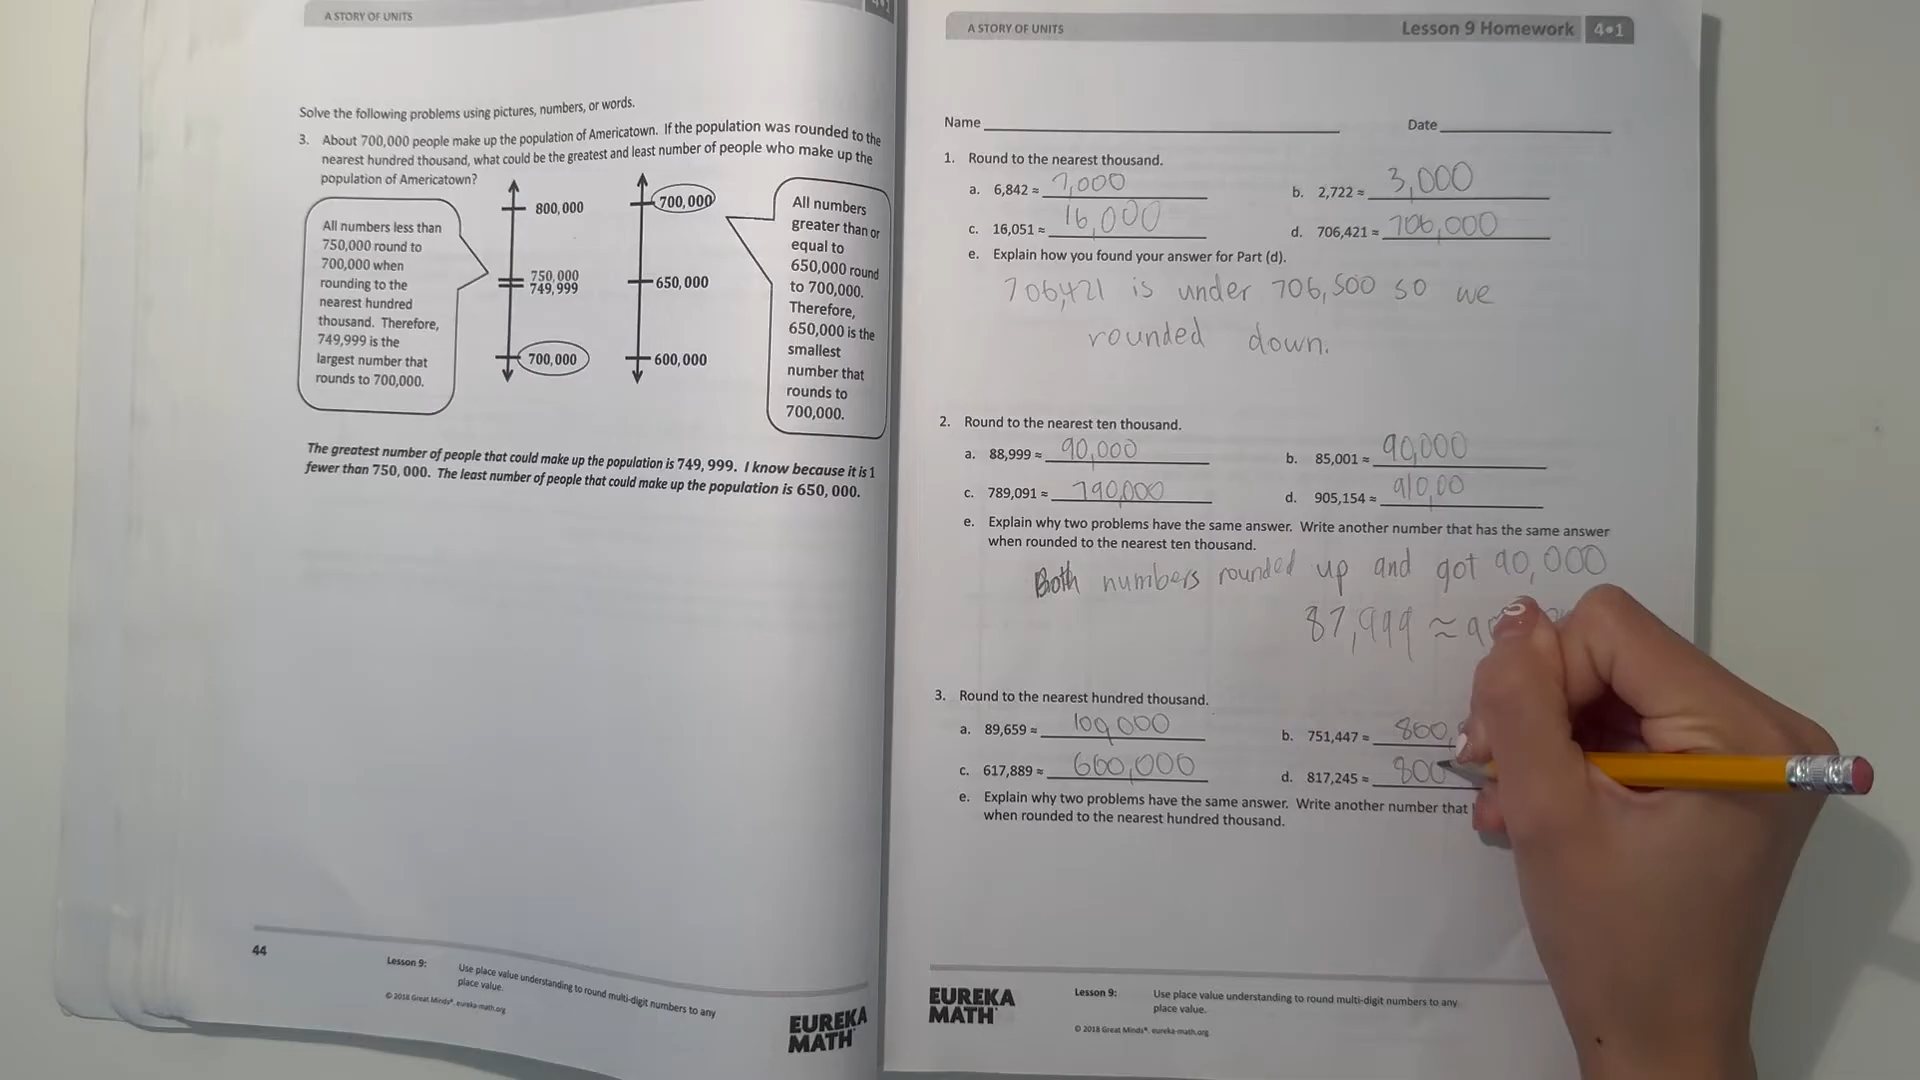 A STORY OF UNITS
Solve the following problems using pictures, numbers, or words.
3. About 700,000 people make up the population of Americatown. If the population was rounded to the
nearest hundred thousand, what could be the greatest and least number of people who make up the
population of Americatown?
All numbers less than
750,000 round to
700,000 when
rounding to the
nearest hundred
thousand. Therefore,
749,999 is the
largest number that
rounds to 700,000.
800,000
750,000
749,999
700,000
700,000
650,000
600,000
All numbers
greater than or
equal to
650,000 round
to 700,000.
Therefore,
650,000 is the
smallest
number that
rounds to
700,000.
The greatest number of people that could make up the population is 749,999. I know because it is 1
fewer than 750,000. The least number of people that could make up the population is 650,000.
44
Lesson 9: Use place value understanding to round multi-digit numbers to any
place value.
© 2018 Great Minds®. eureka-math.org
EUREKA
MATH
A STORY OF UNITS
Lesson 9 Homework 4•1
Name
Date
1. Round to the nearest thousand.
a. 6,842 ≈ 7,000
b. 2,722 ≈ 3,000
c. 16,051 ≈ 16,000
d. 706,421 ≈ 706,000
e. Explain how you found your answer for Part (d).
706,421 is under 706,500 so we
rounded down.
2. Round to the nearest ten thousand.
a. 88,999 ≈ 90,000
b. 85,001 ≈ 90,000
c. 789,091 ≈ 790,000
d. 905,154 ≈ 910,00
e. Explain why two problems have the same answer. Write another number that has the same answer
when rounded to the nearest ten thousand.
Both numbers rounded up and got 90,000
87,999 ≈
3. Round to the nearest hundred thousand.
a. 89,659 ≈ 100,000
b. 751,447 ≈ 800,
c. 617,889 ≈ 600,000
d. 817,245 ≈ 800
e. Explain why two problems have the same answer. Write another number that
when rounded to the nearest hundred thousand.
EUREKA
MATH
Lesson 9: Use place value understanding to round multi-digit numbers to any
place value.
© 2018 Great Minds®. eureka-math.org